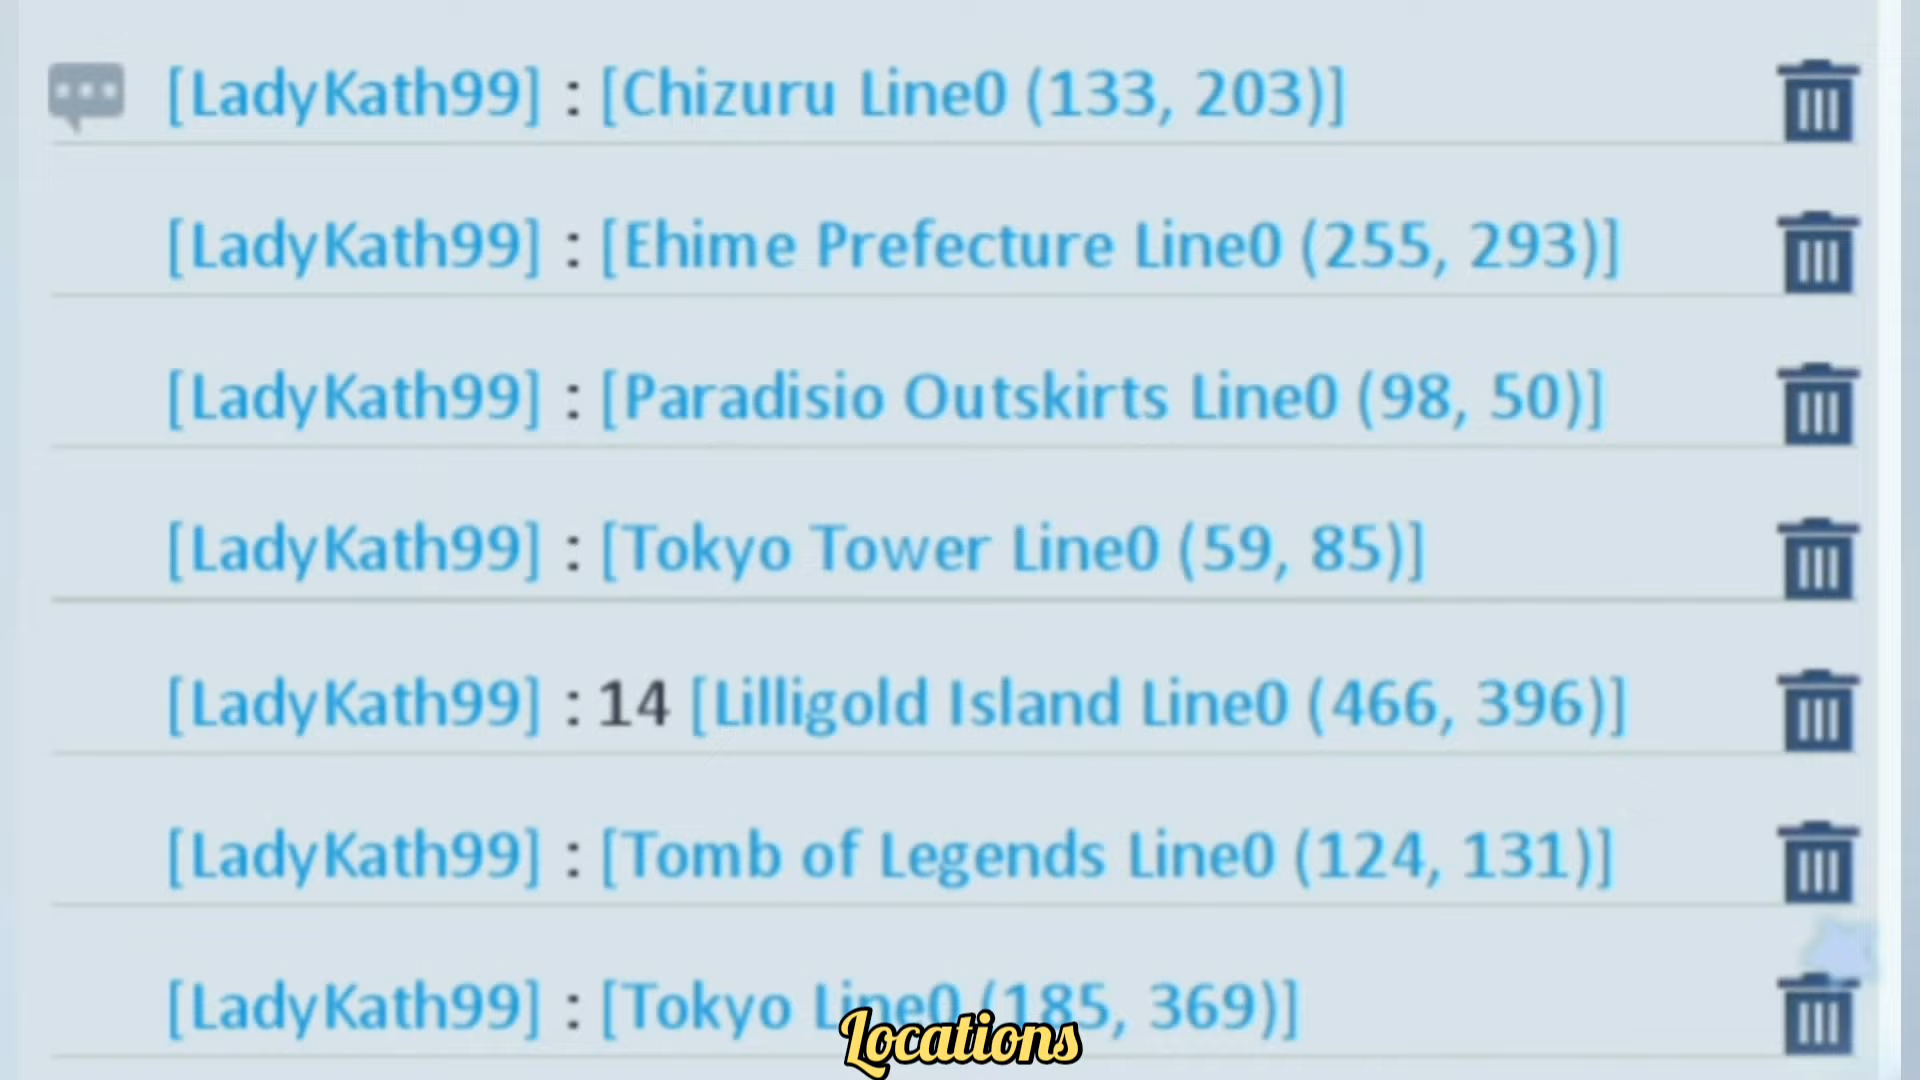 [LadyKath99] : [Chizuru Line0 (133, 203)]
[LadyKath99] : [Ehime Prefecture Line0 (255, 293)]
[LadyKath99] : [Paradisio Outskirts Line0 (98, 50)]
[LadyKath99] : [Tokyo Tower Line0 (59, 85)]
[LadyKath99] : 14 [Lilligold Island Line0 (466, 396)]
[LadyKath99] : [Tomb of Legends Line0 (124, 131)]
[LadyKath99] : [Tokyo Line0 (185, 369)]
Locations